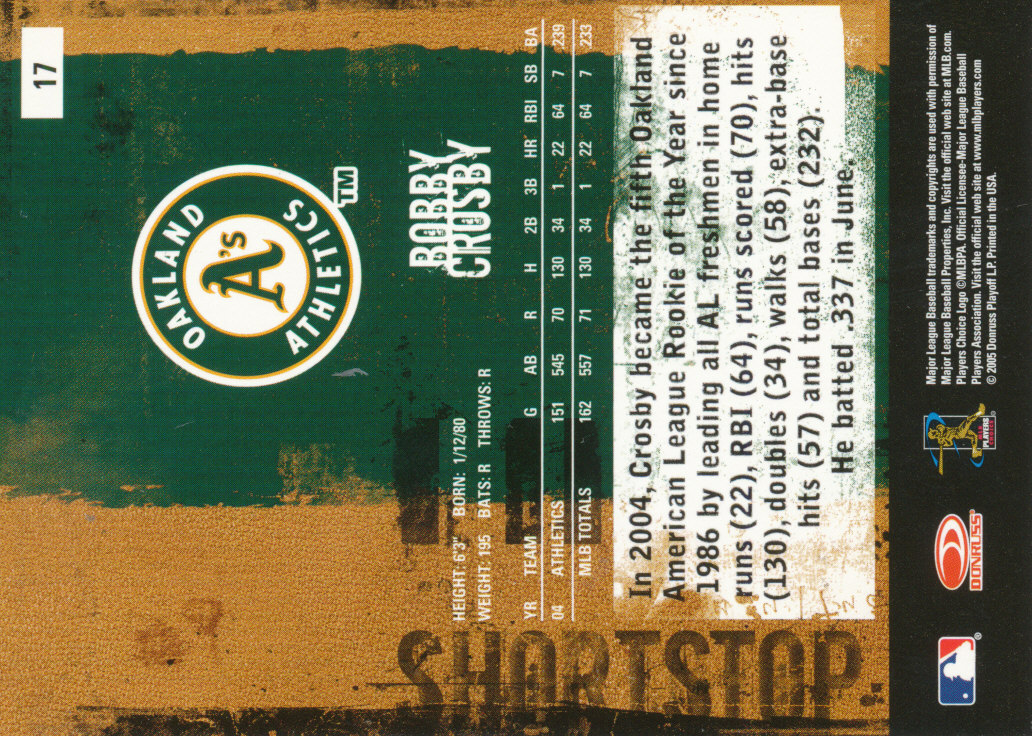 17
OAKLAND
A's
ATHLETICS
TM
BOBBY
CROSBY
HEIGHT: 6'3" BORN: 1/12/80
WEIGHT: 195 BATS: R THROWS: R
YR TEAM G AB R H 2B 3B HR RBI SB BA
04 ATHLETICS 151 545 70 130 34 1 22 64 7 .239
MLB TOTALS 162 557 71 130 34 1 22 64 7 .233
In 2004, Crosby became the fifth Oakland
American League Rookie of the Year since
1986 by leading all AL freshmen in home
runs (22), RBI (64), runs scored (70), hits
(130), doubles (34), walks (58), extra-base
hits (57) and total bases (232).
He batted .337 in June.
SHORTSTOP
DONRUSS
PLAYERS
CHOICE
Major League Baseball trademarks and copyrights are used with permission of
Major League Baseball Properties, Inc. Visit the official web site at MLB.com.
Players Choice Logo ©MLBPA. Official Licensee-Major League Baseball
Players Association. Visit the official web site at www.mlbplayers.com
© 2005 Donruss Playoff L.P. Printed in the USA.